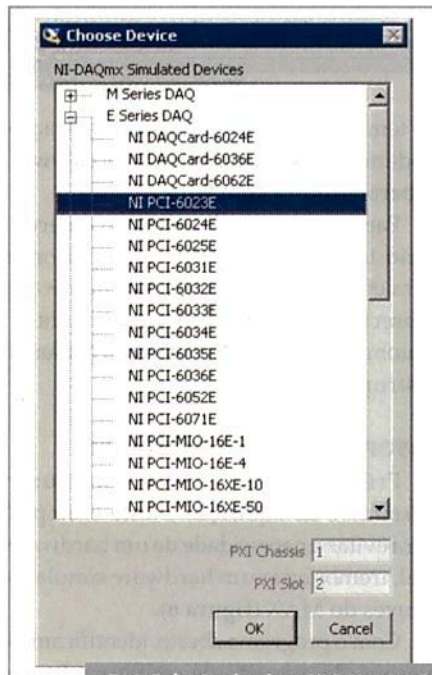 Choose Device
NI-DAQmx Simulated Devices
M Series DAQ
E Series DAQ
NI DAQCard-6024E
NI DAQCard-6036E
NI DAQCard-6062E
NI PCI-6023E
NI PCI-6024E
NI PCI-6025E
NI PCI-6031E
NI PCI-6032E
NI PCI-6033E
NI PCI-6034E
NI PCI-6035E
NI PCI-6036E
NI PCI-6052E
NI PCI-6071E
NI PCI-MIO-16E-1
NI PCI-MIO-16E-4
NI PCI-MIO-16XE-10
NI PCI-MIO-16XE-50
PXI Chassis 1
PXI Slot 2
OK Cancel